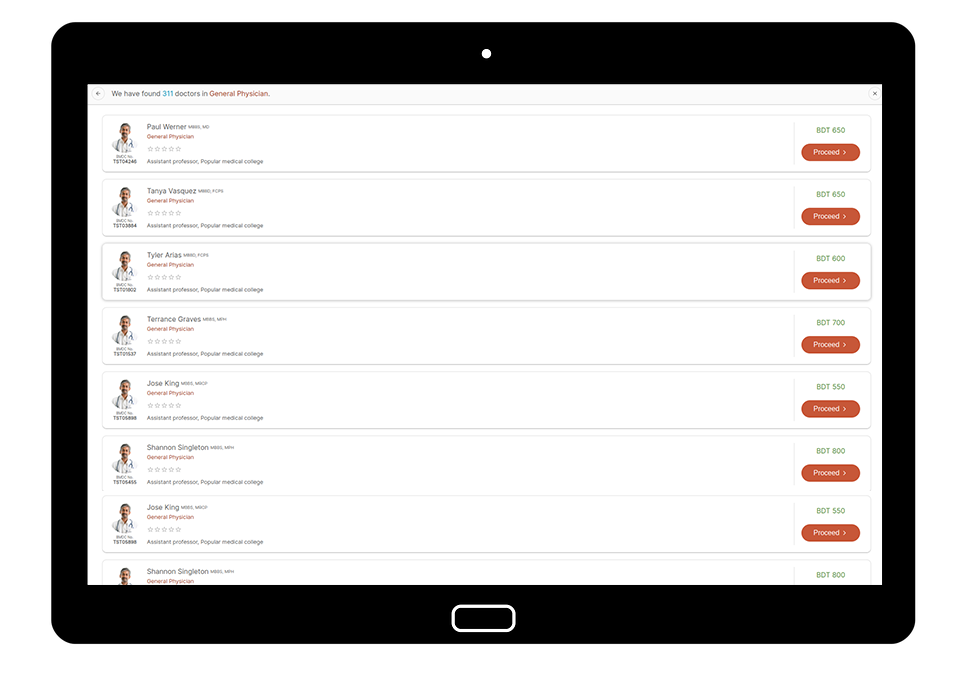 We have found 311 doctors in General Physician.
Paul Werner MBBS, MD
General Physician
BDT 650
Proceed
BMDC No.
TST04246
Assistant professor, Popular medical college
Tanya Vasquez MBBS, FCPS
General Physician
BDT 650
Proceed
BMDC No.
TST03864
Assistant professor, Popular medical college
Tyler Arias MBBS, FCPS
General Physician
BDT 600
Proceed
BMDC No.
TST01802
Assistant professor, Popular medical college
Terrance Graves MBBS, MPH
General Physician
BDT 700
Proceed
BMDC No.
TST01537
Assistant professor, Popular medical college
Jose King MBBS, MRCP
General Physician
BDT 550
Proceed
BMDC No.
TST05898
Assistant professor, Popular medical college
Shannon Singleton MBBS, MPH
General Physician
BDT 800
Proceed
BMDC No.
TST06455
Assistant professor, Popular medical college
Jose King MBBS, MRCP
General Physician
BDT 550
Proceed
BMDC No.
TST05898
Assistant professor, Popular medical college
Shannon Singleton MBBS, MPH
General Physician
BDT 800